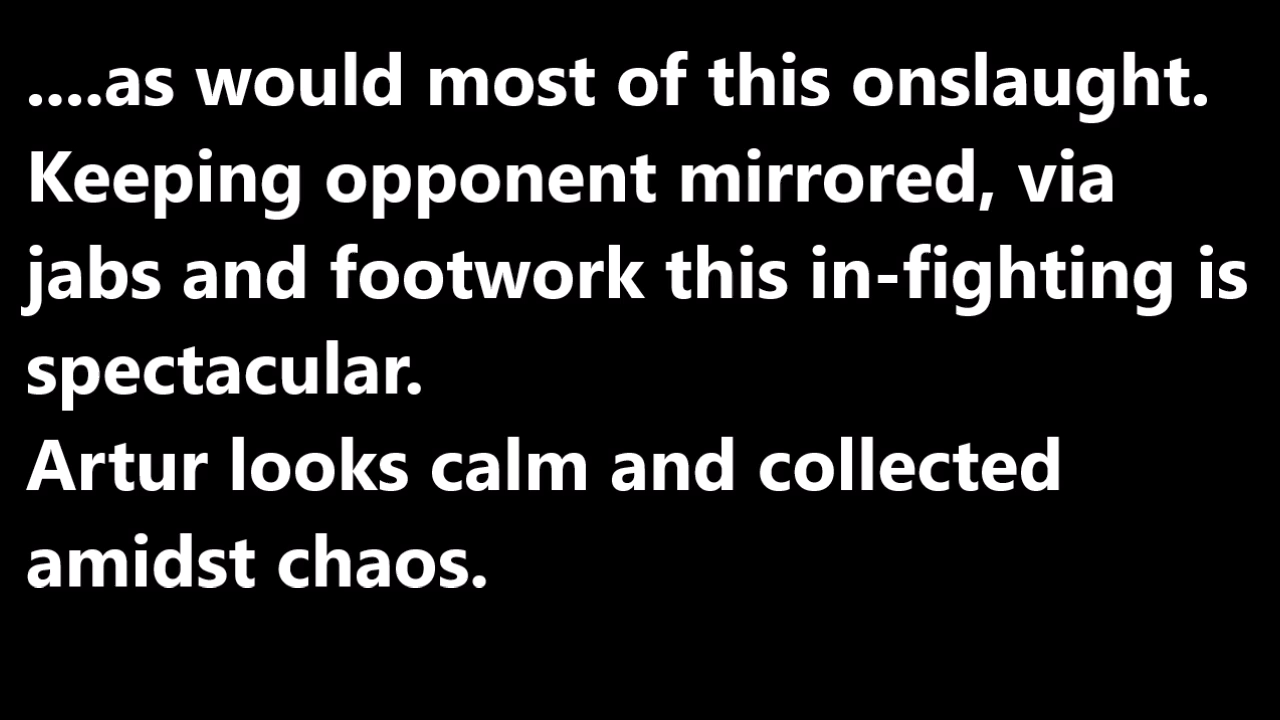 ....as would most of this onslaught.
Keeping opponent mirrored, via
jabs and footwork this in-fighting is
spectacular.
Artur looks calm and collected
amidst chaos.